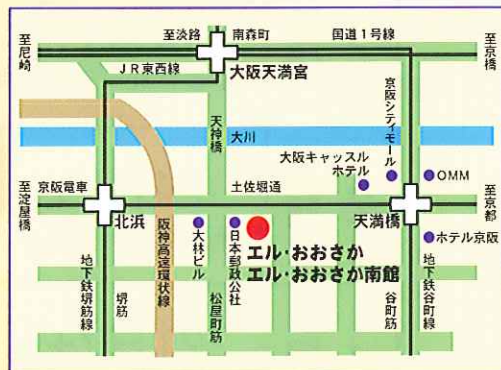 至淡路
南森町
国道1号線
至尼崎
至京橋
JR東西線
大阪天満宮
京阪シティモール
天神橋
大川
大阪キャッスル
ホテル
OMM
至淀屋橋
京阪電車
土佐堀通
至京都
北浜
天満橋
阪神高速環状線
大林ビル
日本郵政公社
エル・おおさか
エル・おおさか南館
ホテル京阪
地下鉄堺筋線
堺筋
松屋町筋
谷町筋
地下鉄谷町線